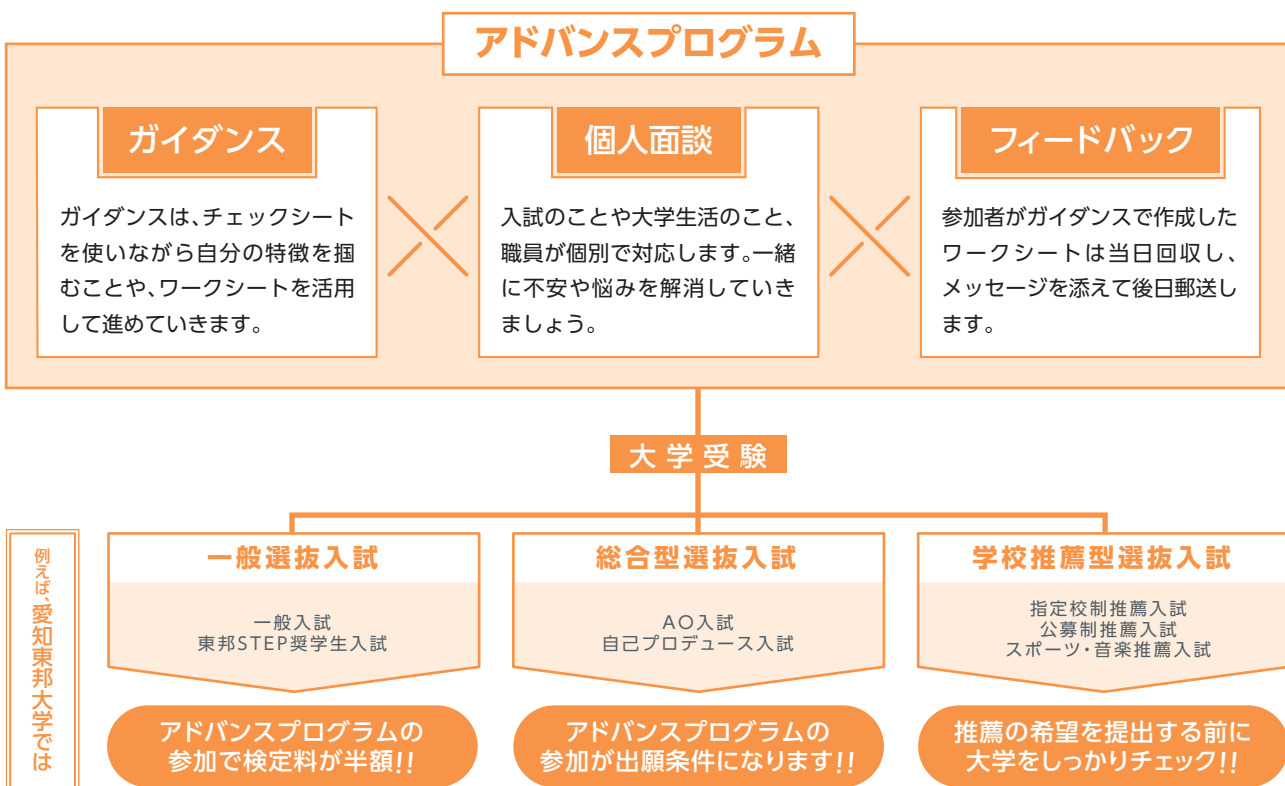 アドバンスプログラム
ガイダンス
ガイダンスは、チェックシート
を使いながら自分の特徴を掴
むことや、ワークシートを活用
して進めていきます。
個人面談
入試のことや大学生活のこと、
職員が個別で対応します。一緒
に不安や悩みを解消していき
ましょう。
フィードバック
参加者がガイダンスで作成した
ワークシートは当日回収し、
メッセージを添えて後日郵送し
ます。
大学受験
例えば、愛知東邦大学では
一般選抜入試
一般入試
東邦STEP奨学生入試
アドバンスプログラムの
参加で検定料が半額!!
総合型選抜入試
AO入試
自己プロデュース入試
アドバンスプログラムの
参加が出願条件になります!!
学校推薦型選抜入試
指定校制推薦入試
公募制推薦入試
スポーツ・音楽推薦入試
推薦の希望を提出する前に
大学をしっかりチェック!!